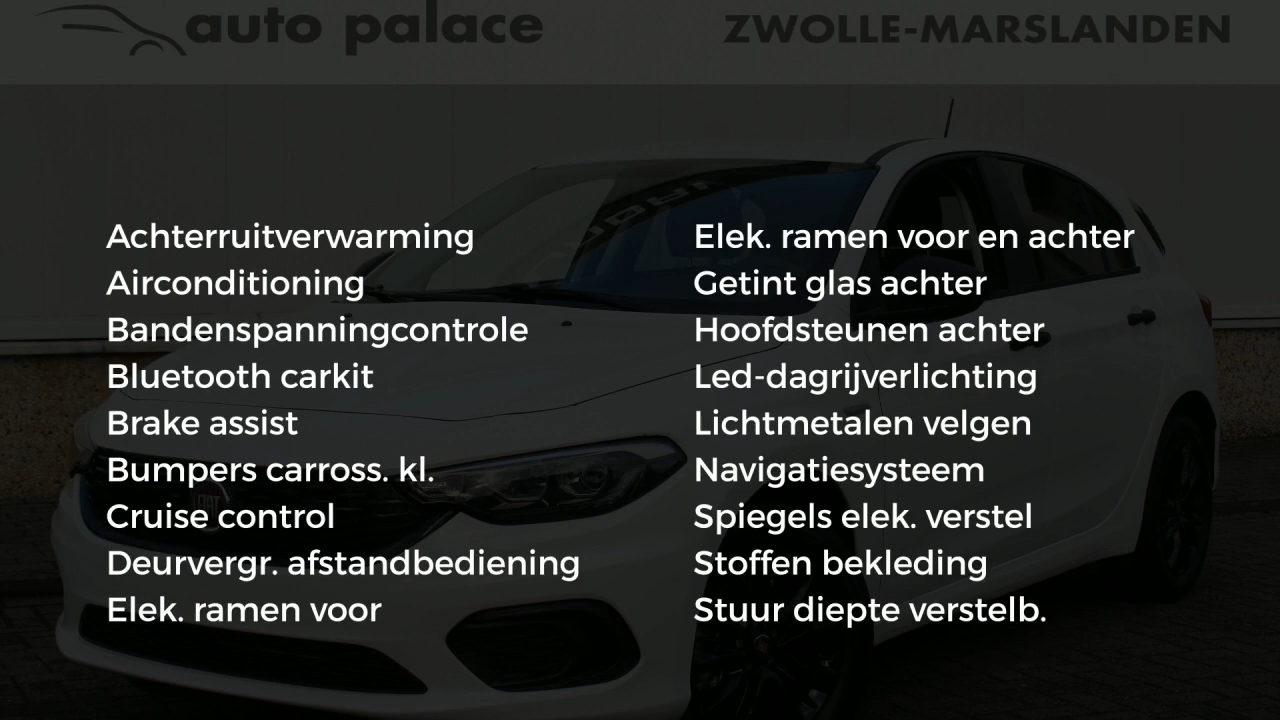 auto palace
ZWOLLE-MARSLANDEN
Achterruitverwarming
Airconditioning
Bandenspanningcontrole
Bluetooth carkit
Brake assist
Bumpers carross. kl.
Cruise control
Deurvergr. afstandbediening
Elek. ramen voor
Elek. ramen voor en achter
Getint glas achter
Hoofdsteunen achter
Led-dagrijverlichting
Lichtmetalen velgen
Navigatiesysteem
Spiegels elek. verstel
Stoffen bekleding
Stuur diepte verstelb.
FIAT